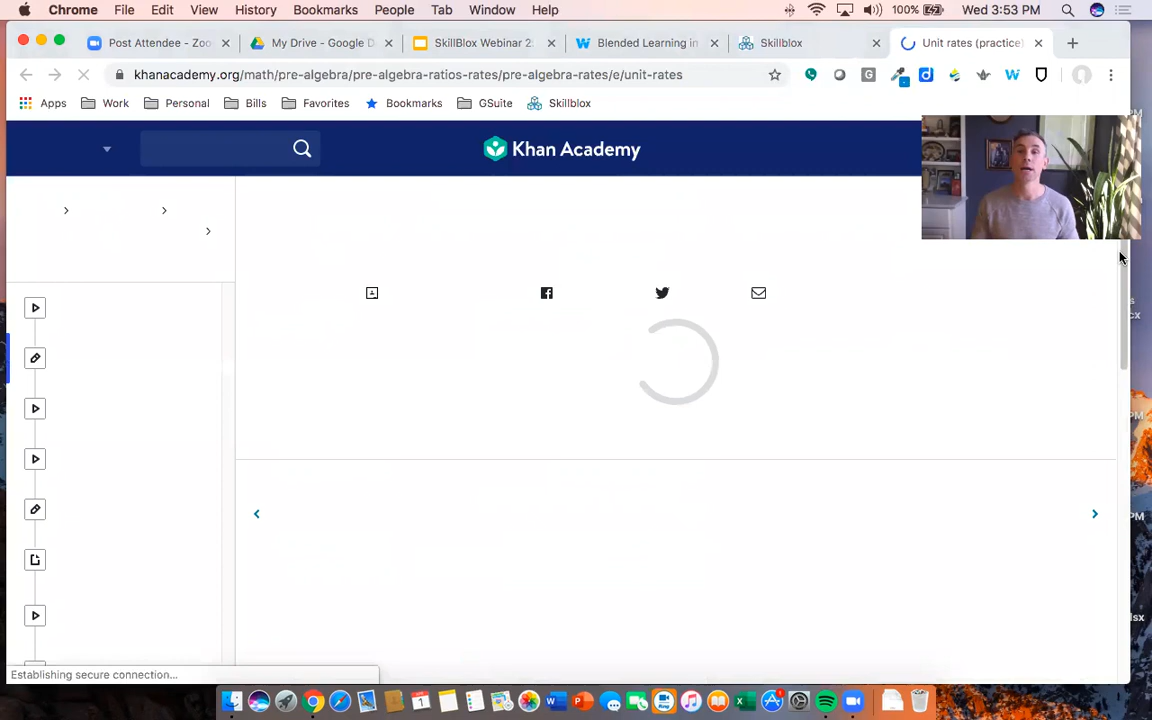 Chrome File Edit View History Bookmarks People Tab Window Help 100% Wed 3:53 PM
Post Attendee - Zoo My Drive - Google D SkillBlox Webinar 2 Blended Learning in Skillblox Unit rates (practice)
khanacademy.org/math/pre-algebra/pre-algebra-ratios-rates/pre-algebra-rates/e/unit-rates
Apps Work Personal Bills Favorites Bookmarks GSuite Skillblox
Khan Academy
Establishing secure connection...